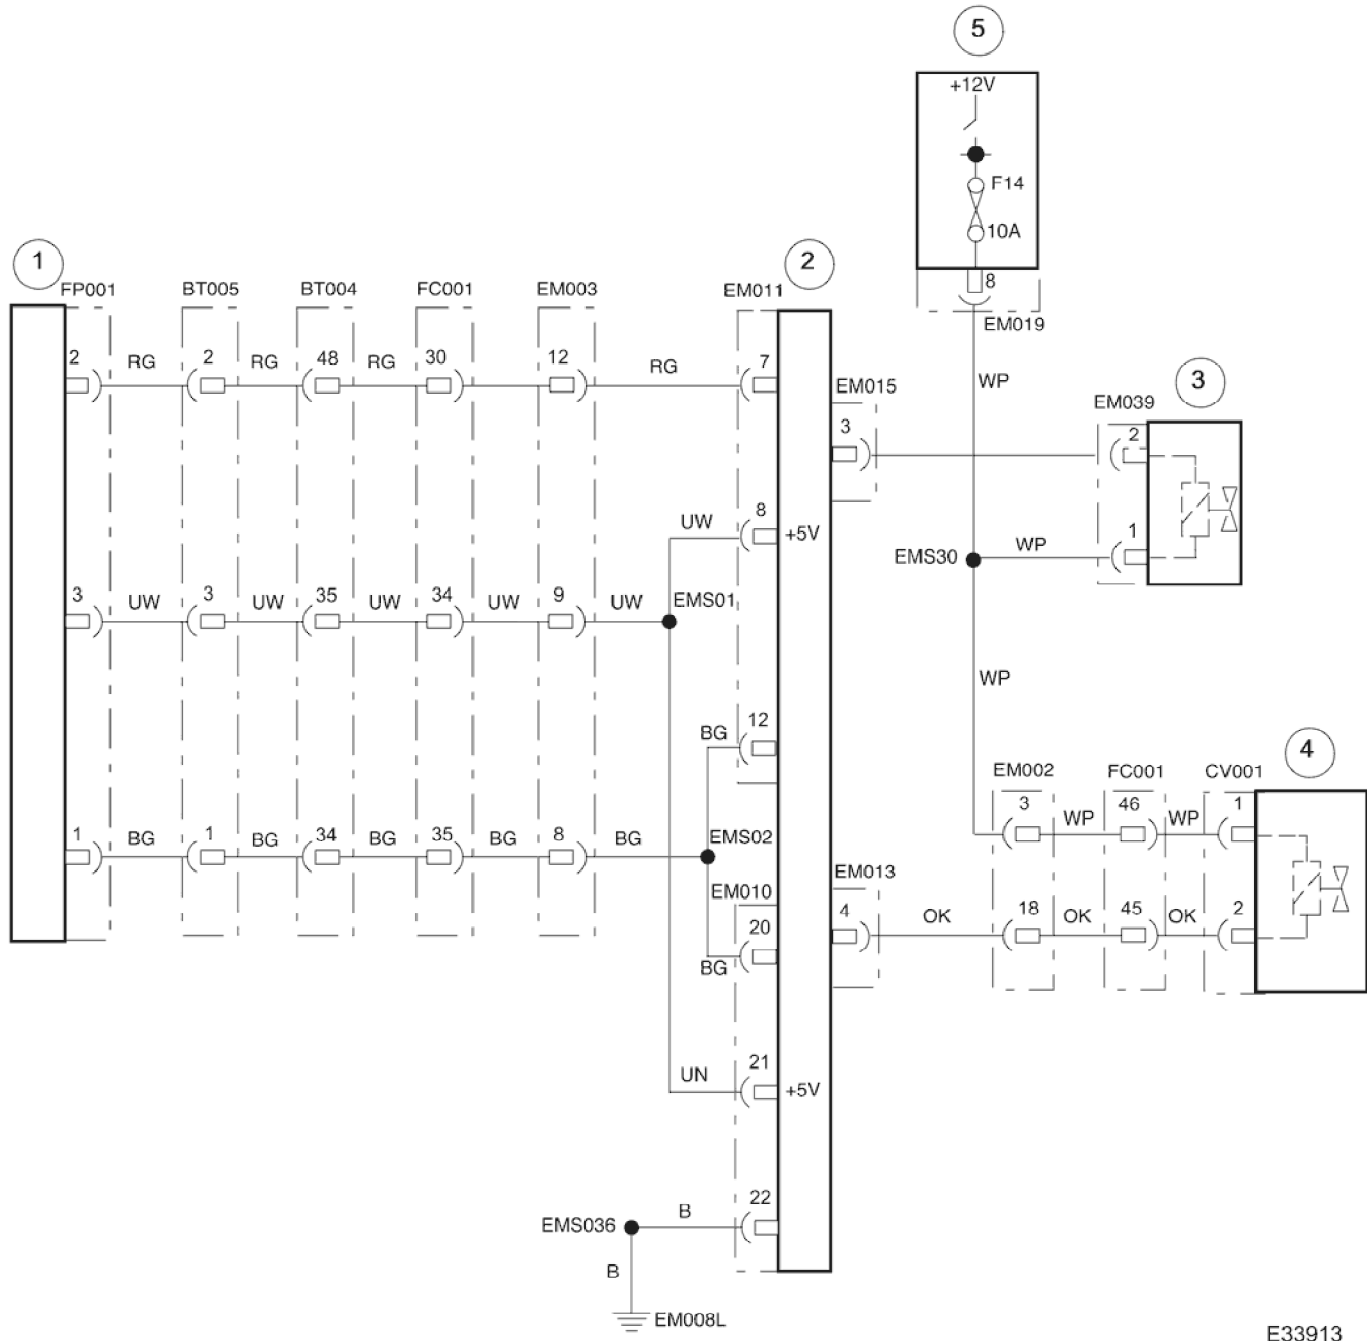 5
+12V
F14
10A
8
EM019
1
2
FP001 BT005 BT004 FC001 EM003 EM011
2 RG 2 RG 48 RG 30 12 RG 7
WP
3
EM015
EM039
3
2
8
UW
+5V
1
EMS30
WP
3 UW 3 UW 35 UW 34 UW 9 UW EMS01
WP
12
BG
4
EM002 FC001 CV001
3 WP 46 WP 1
1 BG 1 BG 34 BG 35 BG 8 BG EMS02
EM013
EM010
4 OK 18 OK 45 OK 2
20
BG
21
UN
+5V
22
B
EMS036
B
EM008L
E33913